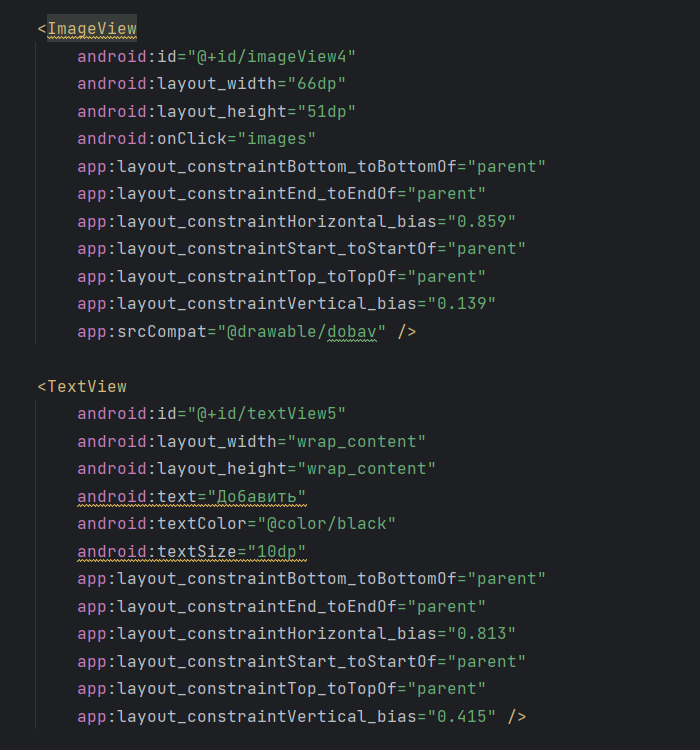 <ImageView
android:id="@+id/imageView4"
android:layout_width="66dp"
android:layout_height="51dp"
android:onClick="images"
app:layout_constraintBottom_toBottomOf="parent"
app:layout_constraintEnd_toEndOf="parent"
app:layout_constraintHorizontal_bias="0.859"
app:layout_constraintStart_toStartOf="parent"
app:layout_constraintTop_toTopOf="parent"
app:layout_constraintVertical_bias="0.139"
app:srcCompat="@drawable/dobav" />
<TextView
android:id="@+id/textView5"
android:layout_width="wrap_content"
android:layout_height="wrap_content"
android:text="Добавить"
android:textColor="@color/black"
android:textSize="10dp"
app:layout_constraintBottom_toBottomOf="parent"
app:layout_constraintEnd_toEndOf="parent"
app:layout_constraintHorizontal_bias="0.813"
app:layout_constraintStart_toStartOf="parent"
app:layout_constraintTop_toTopOf="parent"
app:layout_constraintVertical_bias="0.415" />